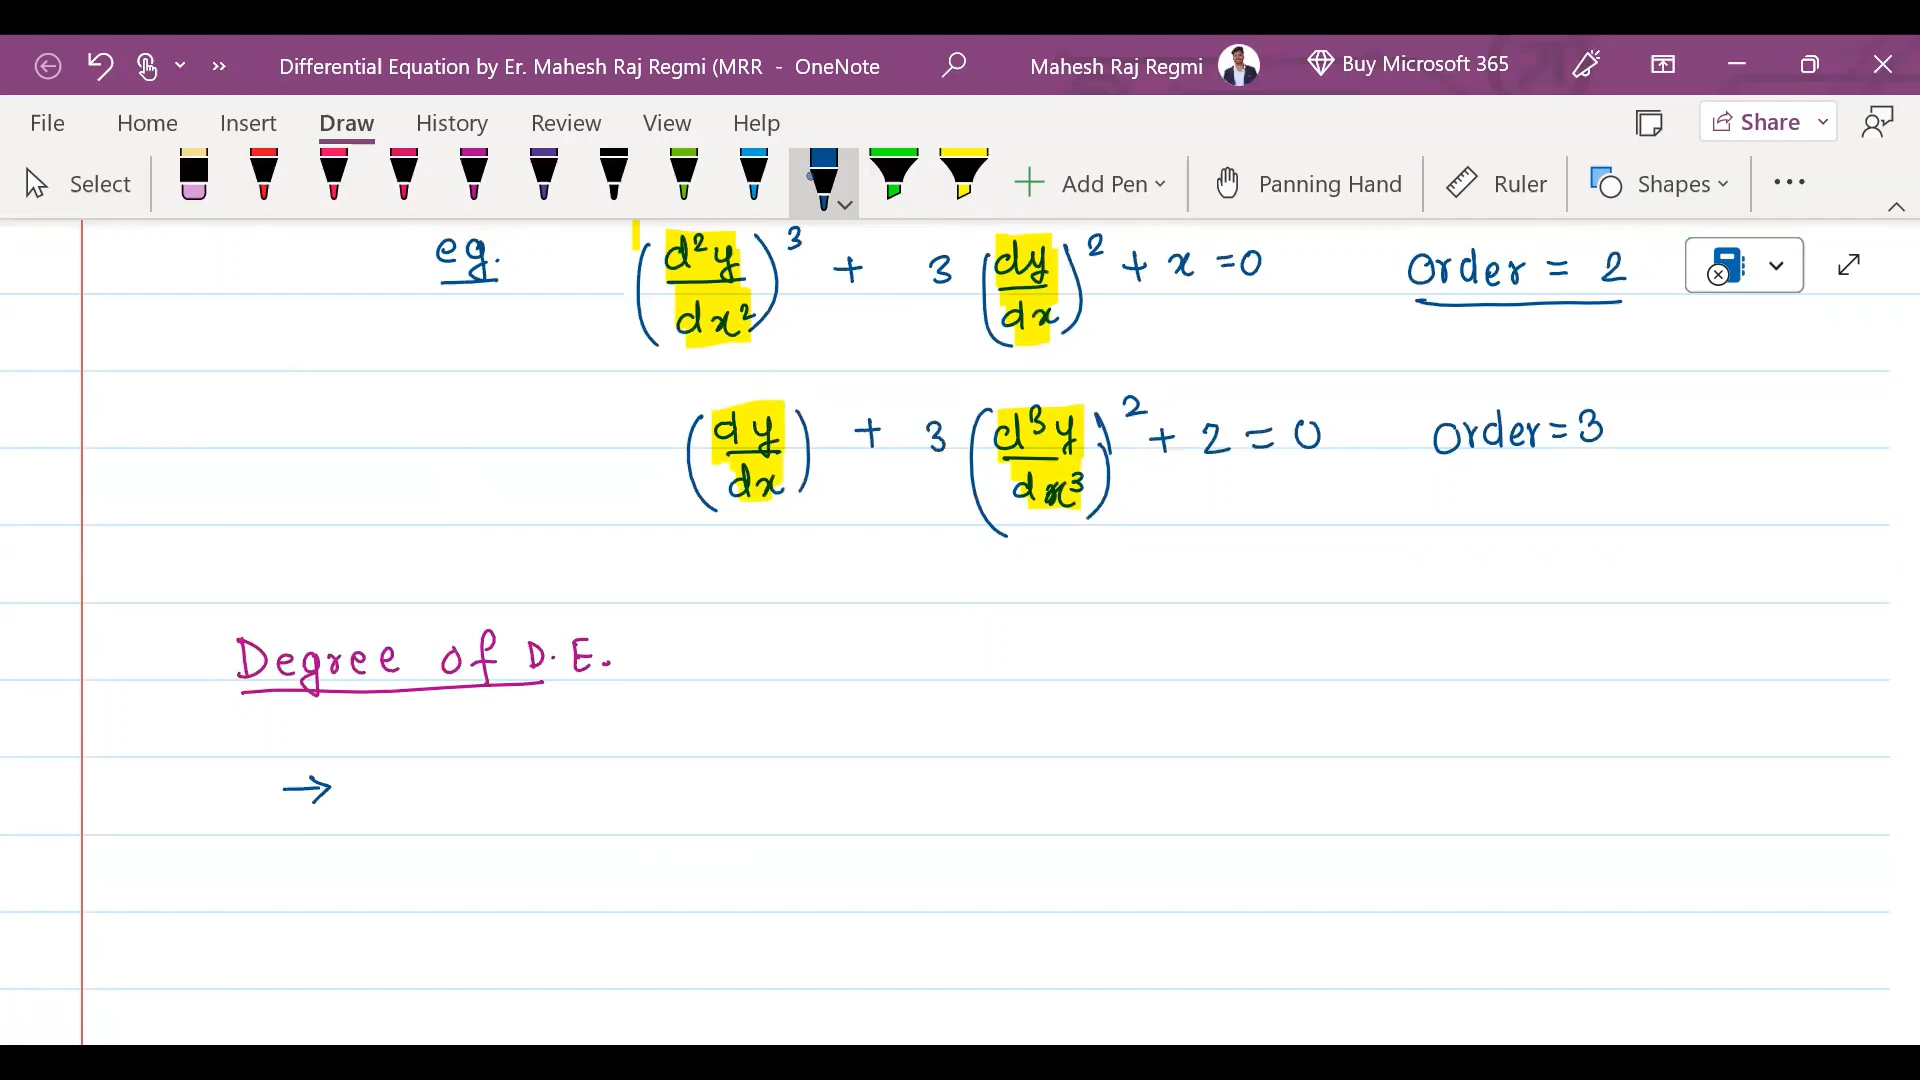 Differential Equation by Er. Mahesh Raj Regmi (MRR - OneNote Mahesh Raj Regmi Buy Microsoft 365
File Home Insert Draw History Review View Help Share
Select Add Pen Panning Hand Ruler Shapes
eg. (d²y/dx²)³ + 3 (dy/dx)² + x = 0 Order = 2
(dy/dx) + 3 (d³y/dx³)² + 2 = 0 Order = 3
Degree of D.E.
→